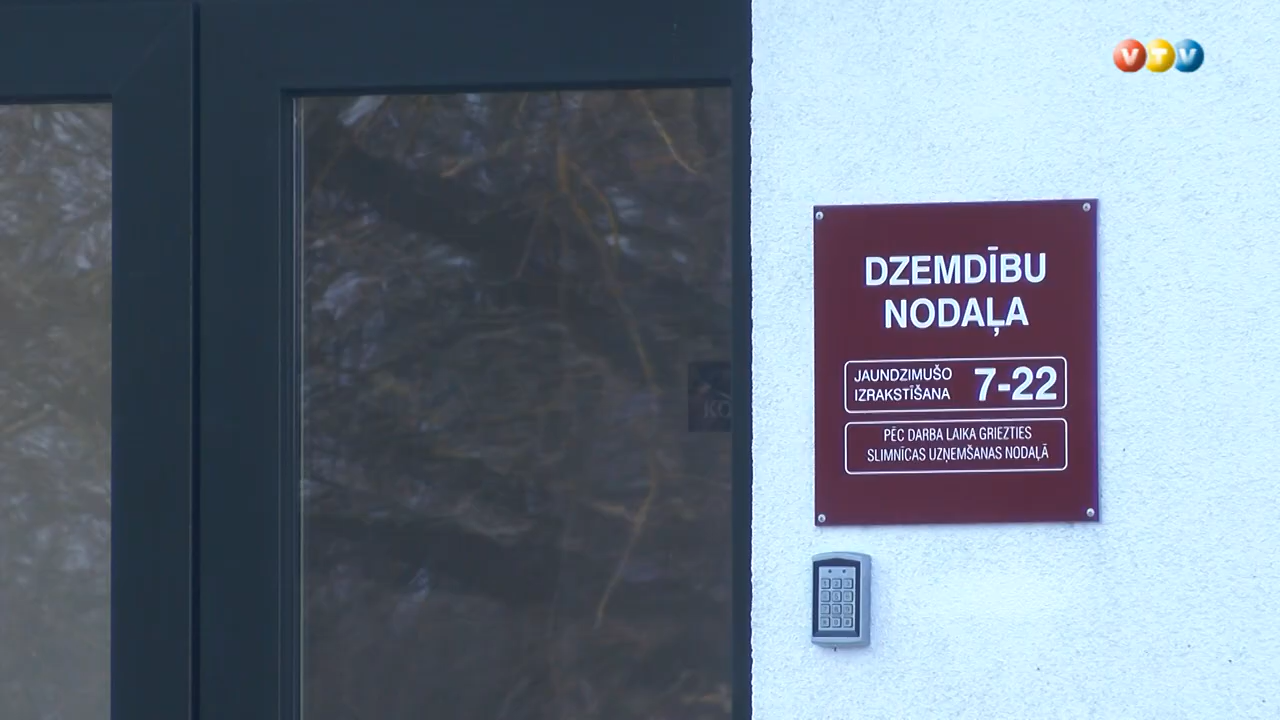 VTV
DZEMDĪBU
NODAĻA
JAUNDZIMUŠO
IZRAKSTĪŠANA
7-22
PĒC DARBA LAIKA GRIEZTIES
SLIMNĪCAS UZŅEMŠANAS NODAĻĀ